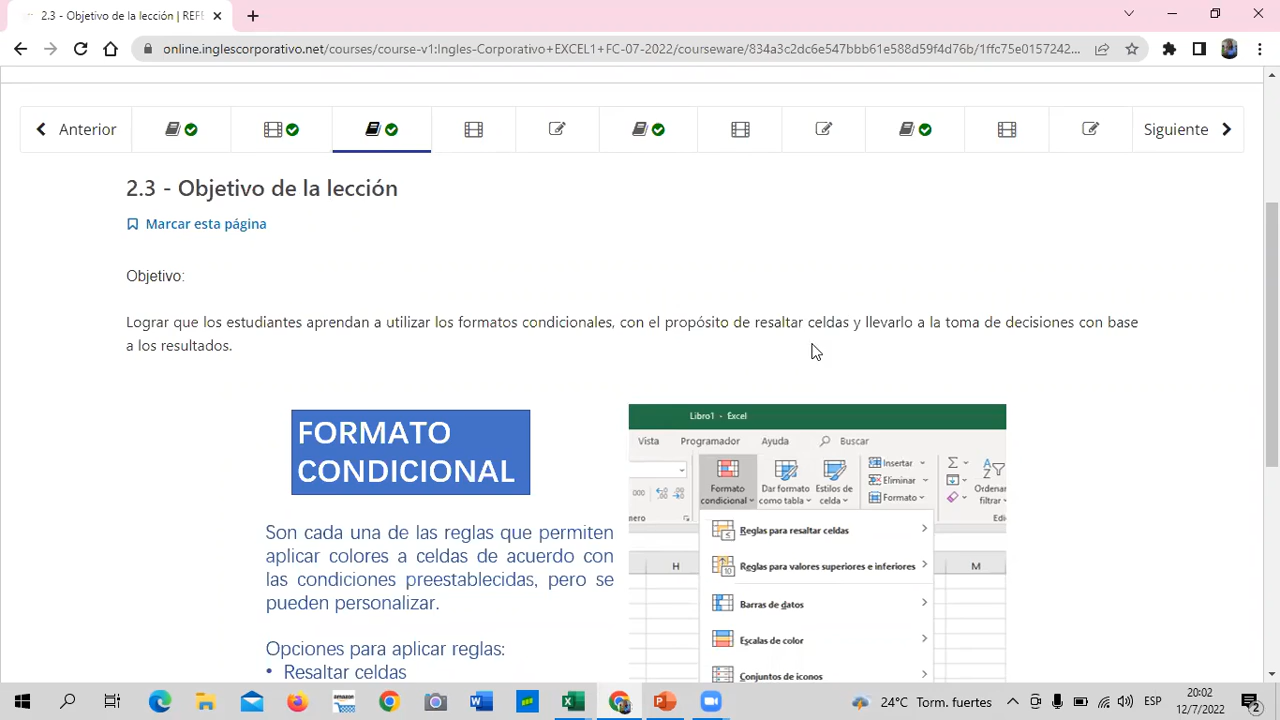 2.3 - Objetivo de la lección | REFE
online.inglescorporativo.net/courses/course-v1:Ingles-Corporativo+EXCEL1+FC-07-2022/courseware/834a3c2dc6e547bbb61e588d59f4d76b/1ffc75e0157242...
Anterior
Siguiente
2.3 - Objetivo de la lección
Marcar esta página
Objetivo:
Lograr que los estudiantes aprendan a utilizar los formatos condicionales, con el propósito de resaltar celdas y llevarlo a la toma de decisiones con base
a los resultados.
FORMATO
CONDICIONAL
Son cada una de las reglas que permiten
aplicar colores a celdas de acuerdo con
las condiciones preestablecidas, pero se
pueden personalizar.
Opciones para aplicar reglas:
• Resaltar celdas
Libro1 - Excel
Vista Programador Ayuda Buscar
000
Formato
condicional
Dar formato
como tabla
Estilos de
celda
Insertar
Eliminar
Formato
Ordenar
filtrar
mero
Edi
H M
Reglas para resaltar celdas
Reglas para valores superiores e inferiores
10
Barras de datos
Escalas de color
Conjuntos de iconos
amazon
24°C Torm. fuertes
ESP
20:02
12/7/2022
2